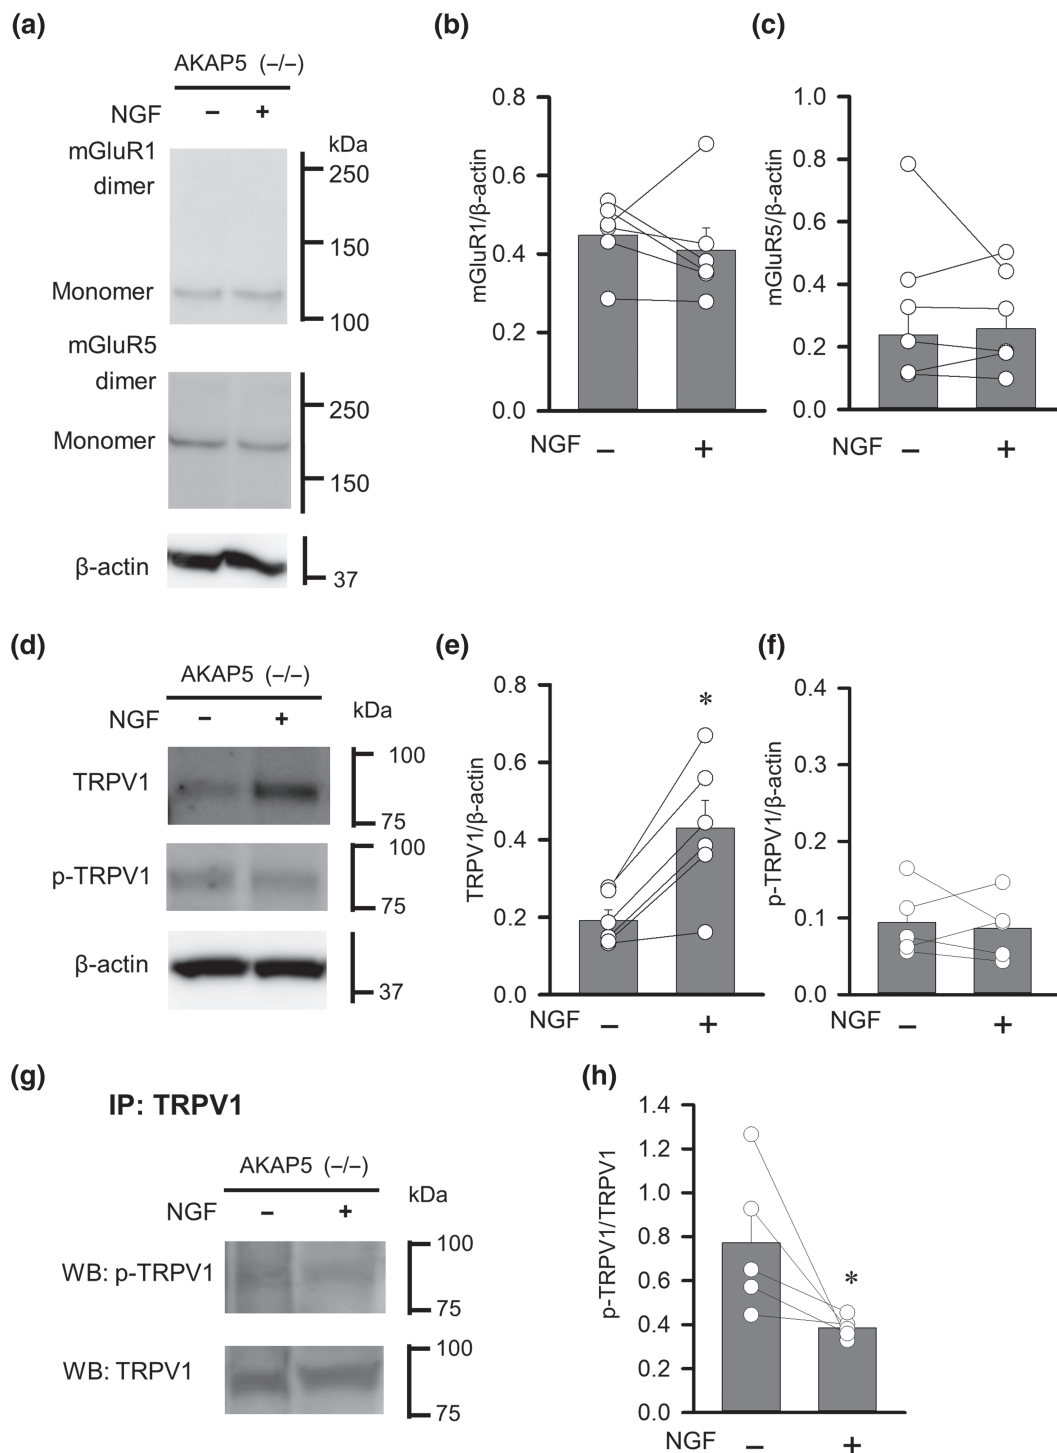 (a)
AKAP5 (−/−)
NGF − +
mGluR1
dimer
Monomer
kDa
250
150
100
mGluR5
dimer
Monomer
250
150
β-actin
37
(b)
mGluR1/β-actin
0.8
0.6
0.4
0.2
0.0
NGF − +
(c)
mGluR5/β-actin
1.0
0.8
0.6
0.4
0.2
0.0
NGF − +
(d)
AKAP5 (−/−)
NGF − +
kDa
TRPV1
100
75
p-TRPV1
100
75
β-actin
37
(e)
TRPV1/β-actin
0.8
0.6
0.4
0.2
0.0
*
NGF − +
(f)
p-TRPV1/β-actin
0.4
0.3
0.2
0.1
0.0
NGF − +
(g)
IP: TRPV1
AKAP5 (−/−)
NGF − +
kDa
WB: p-TRPV1
100
75
WB: TRPV1
100
75
(h)
p-TRPV1/TRPV1
1.4
1.2
1.0
0.8
0.6
0.4
0.2
0.0
*
NGF − +